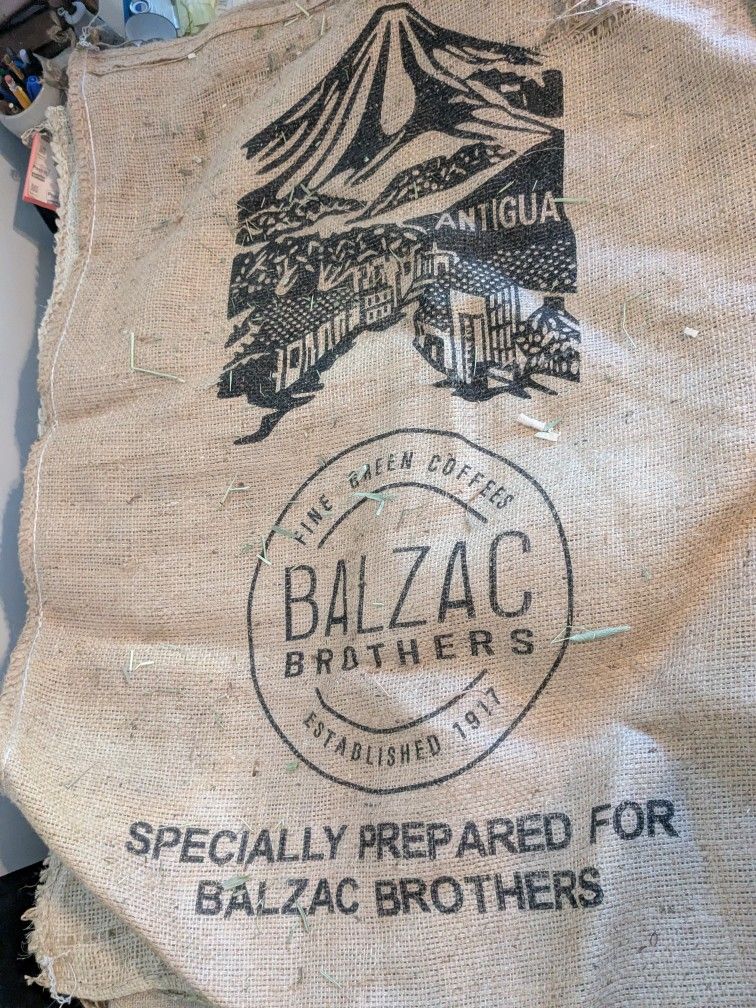 ANTIGUA
FINE GREEN COFFEES
BALZAC
BROTHERS
ESTABLISHED 1917
SPECIALLY PREPARED FOR
BALZAC BROTHERS